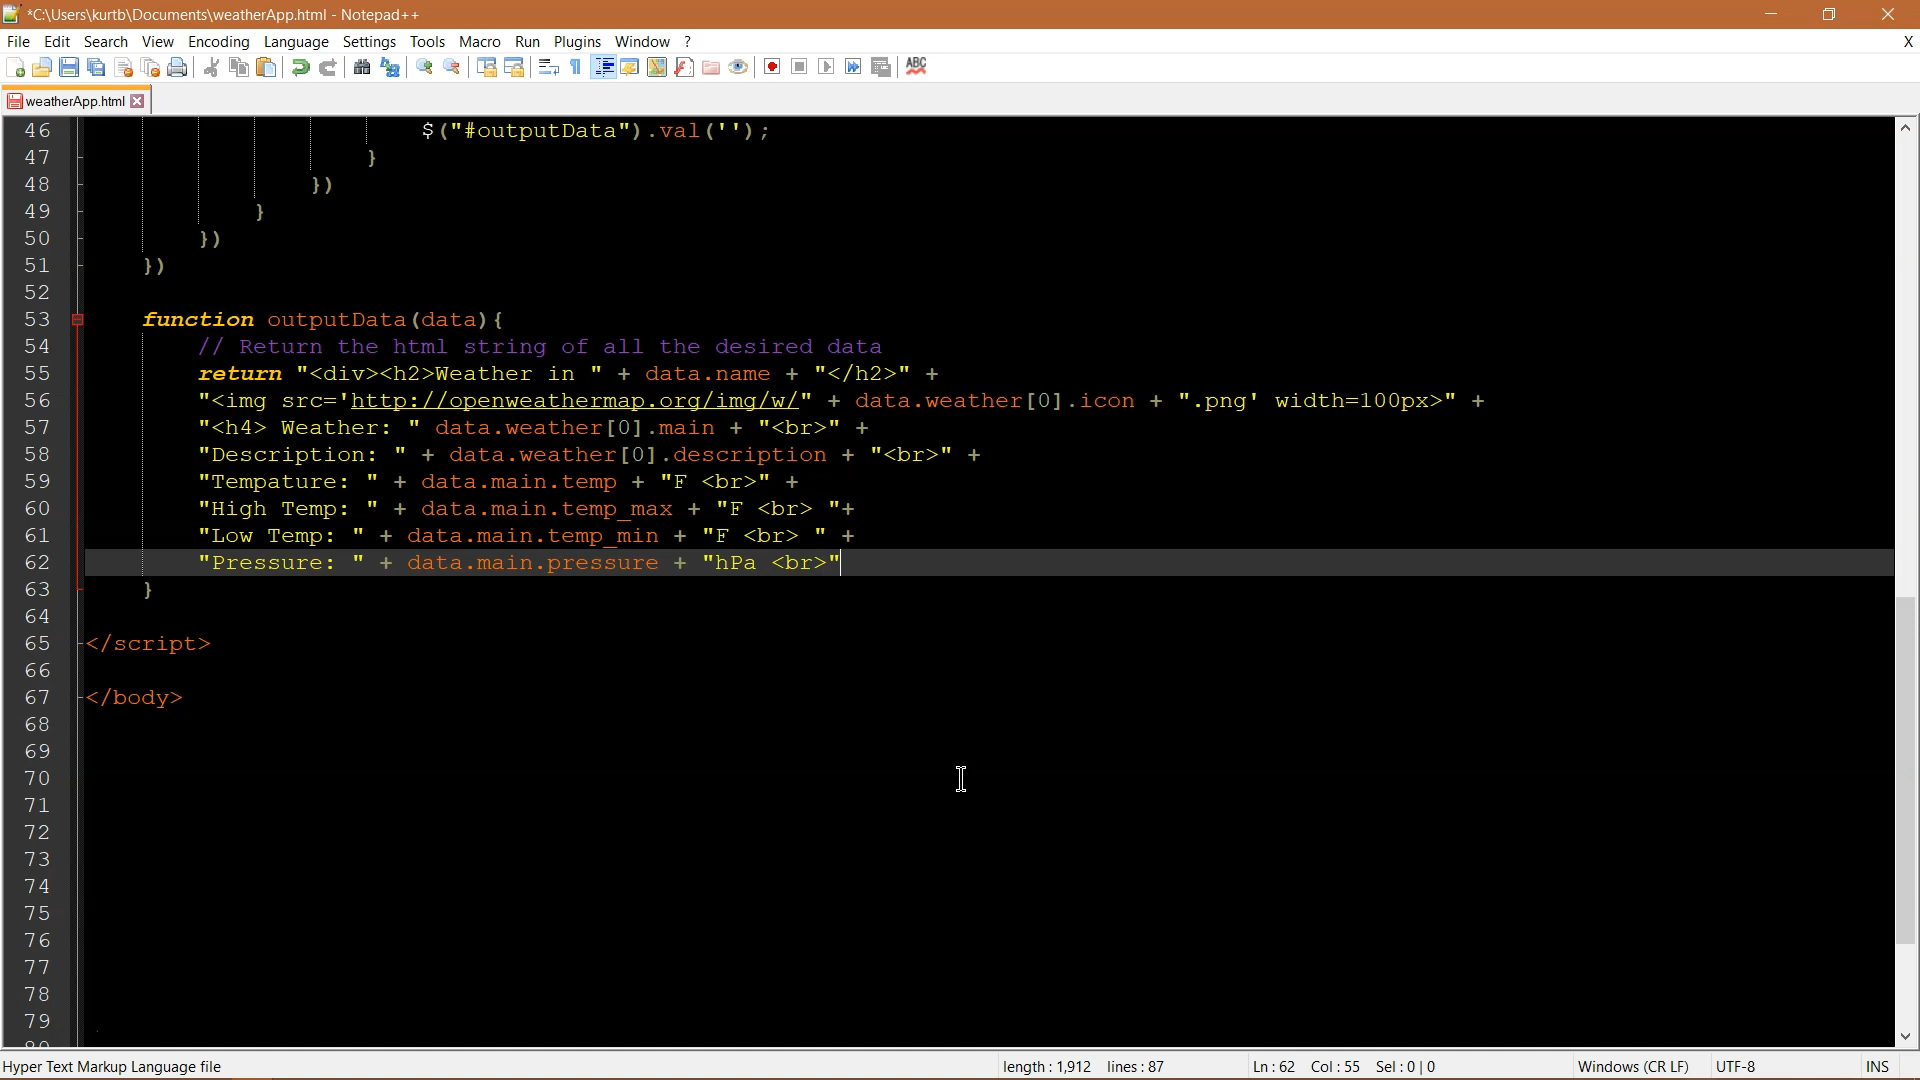 *C:\Users\kurtb\Documents\weatherApp.html - Notepad++
File Edit Search View Encoding Language Settings Tools Macro Run Plugins Window ? X
ABC
weatherApp.html
46 $("#outputData").val('');
47 }
48 })
49 }
50 })
51 })
52
53 function outputData(data){
54 // Return the html string of all the desired data
55 return "<div><h2>Weather in " + data.name + "</h2>" +
56 "<img src='http://openweathermap.org/img/w/" + data.weather[0].icon + ".png' width=100px>" +
57 "<h4> Weather: " data.weather[0].main + "<br>" +
58 "Description: " + data.weather[0].description + "<br>" +
59 "Tempature: " + data.main.temp + "F <br>" +
60 "High Temp: " + data.main.temp_max + "F <br> "+
61 "Low Temp: " + data.main.temp_min + "F <br> " +
62 "Pressure: " + data.main.pressure + "hPa <br>"
63 }
64
65 </script>
66
67 </body>
68
69
70
71
72
73
74
75
76
77
78
79
80
Hyper Text Markup Language file length : 1,912 lines : 87 Ln : 62 Col : 55 Sel : 0 | 0 Windows (CR LF) UTF-8 INS